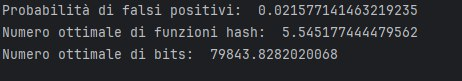 Probabilità di falsi positivi:  0.021577141463219235
Numero ottimale di funzioni hash:  5.545177444479562
Numero ottimale di bits:  79843.8282020068